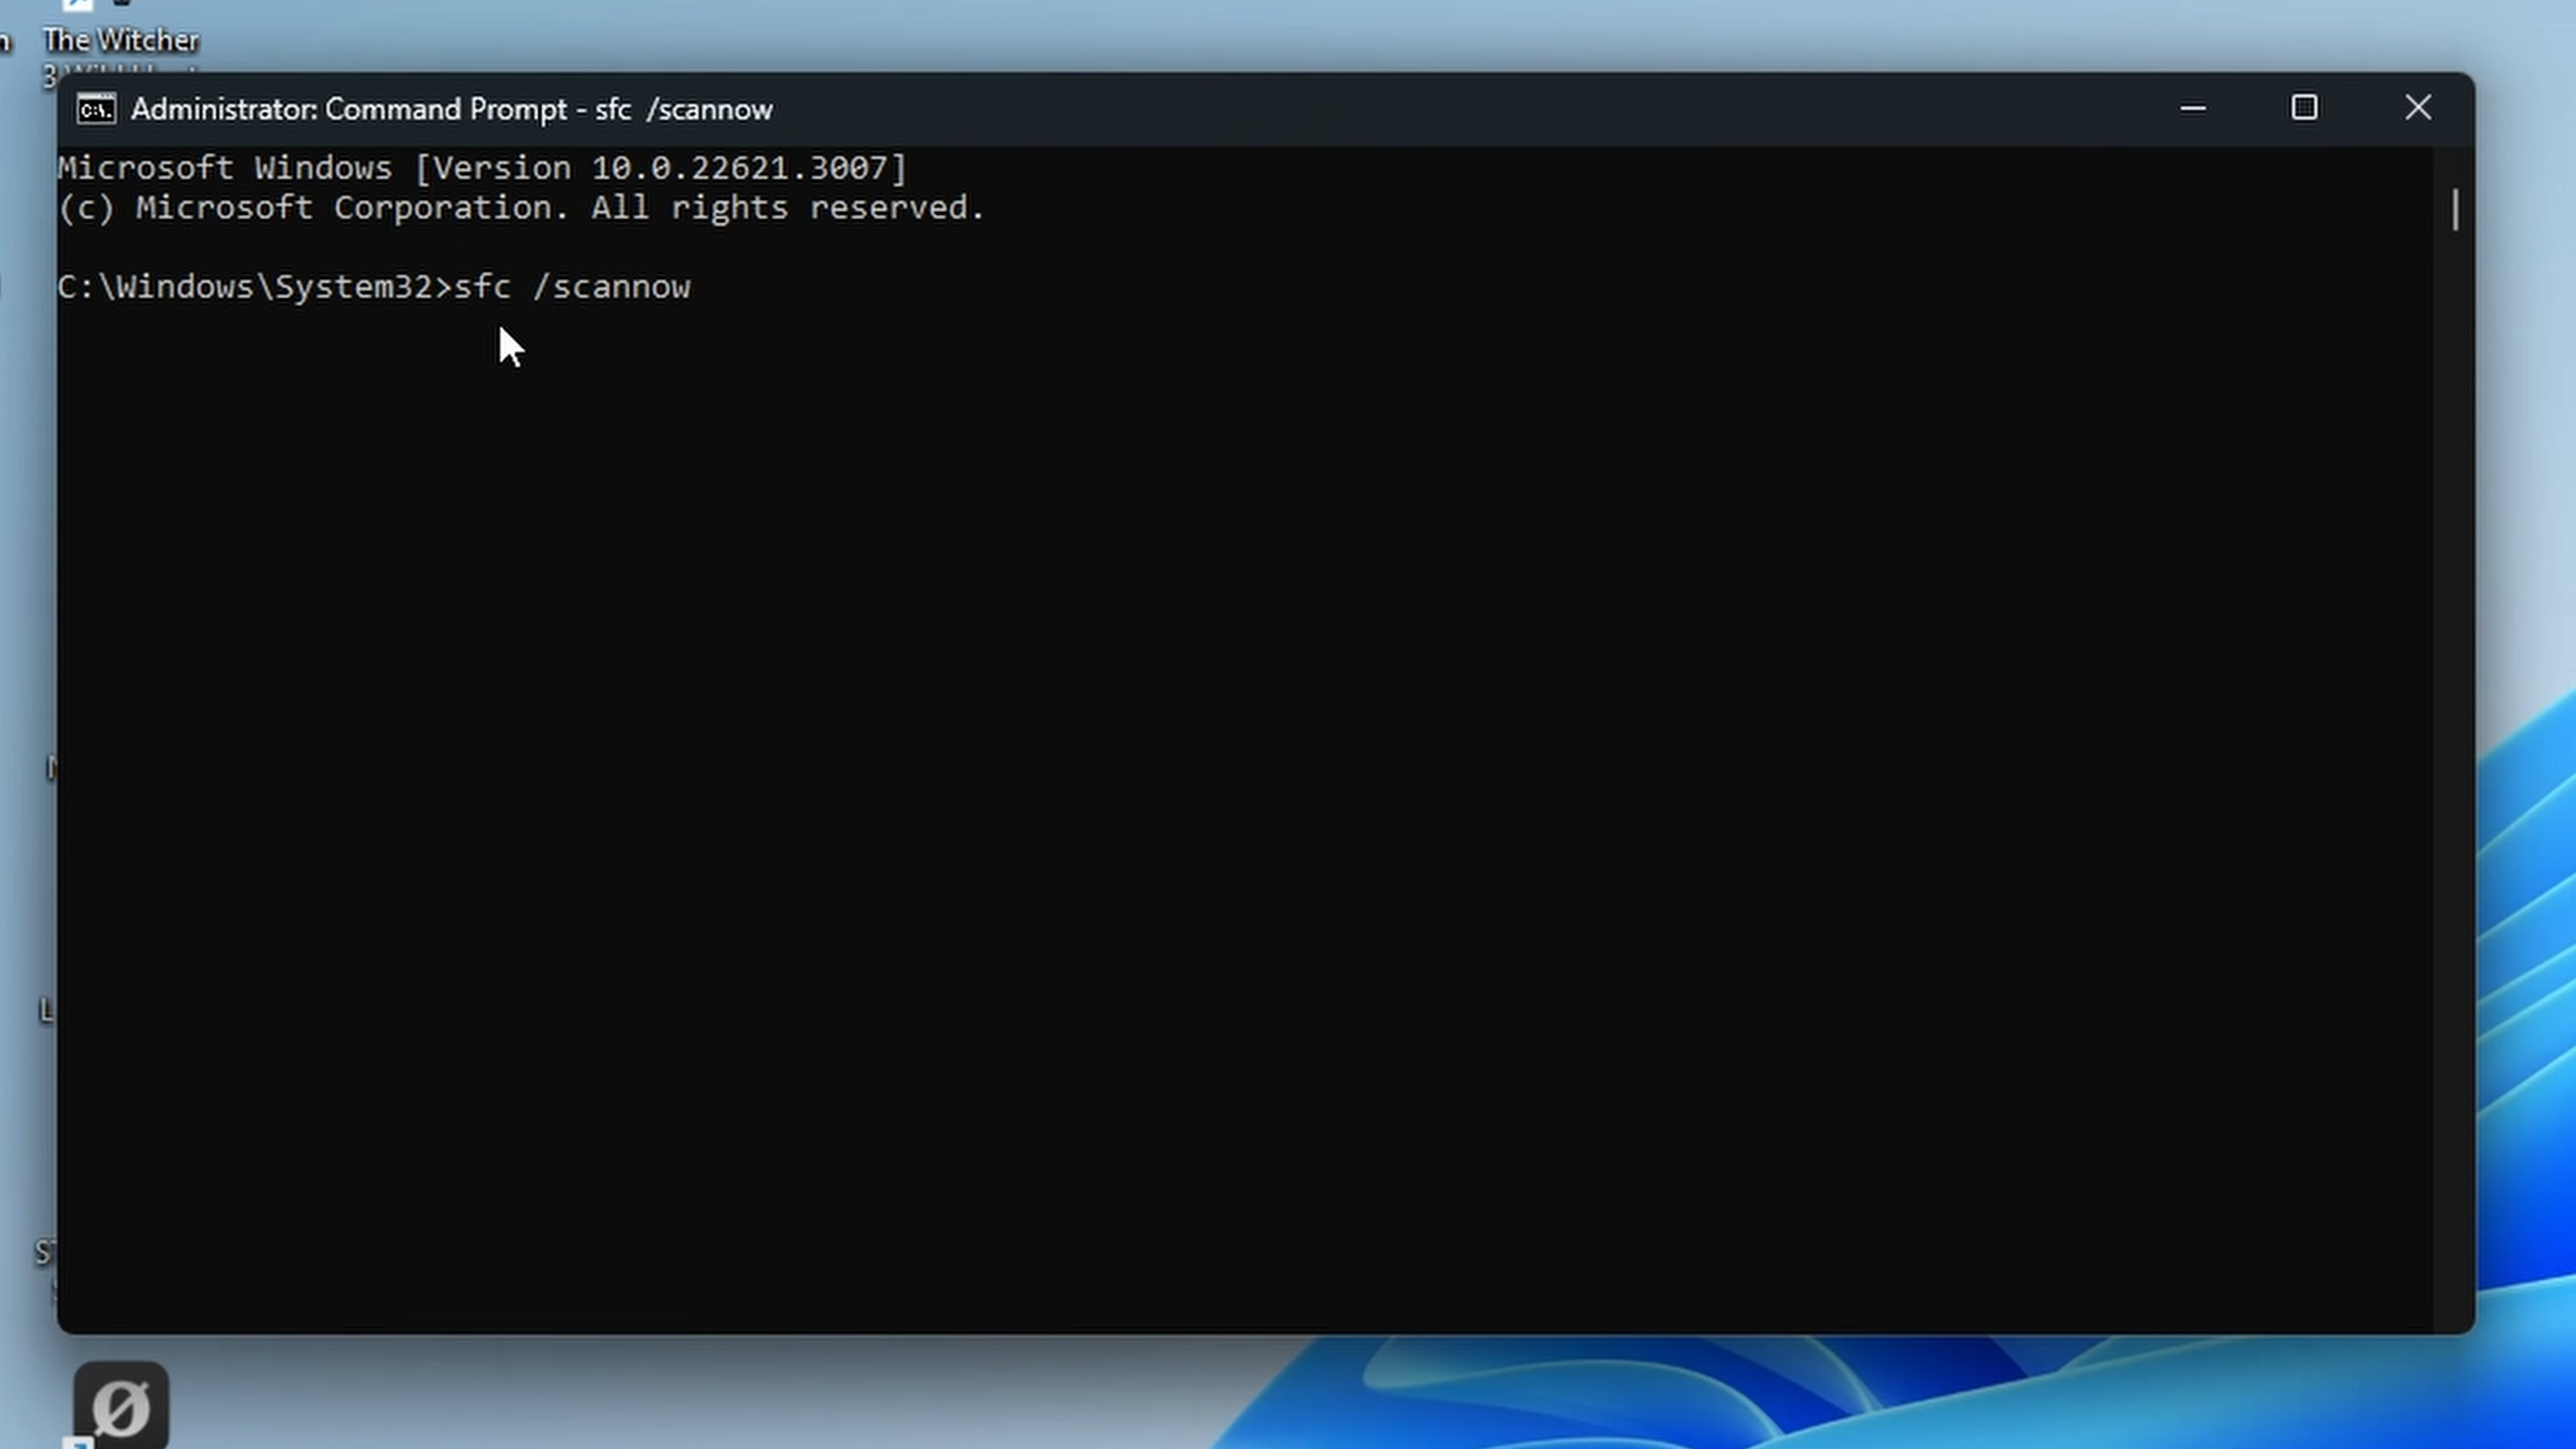 The Witcher
Administrator: Command Prompt - sfc  /scannow
Microsoft Windows [Version 10.0.22621.3007]
(c) Microsoft Corporation. All rights reserved.
C:\Windows\System32>sfc /scannow